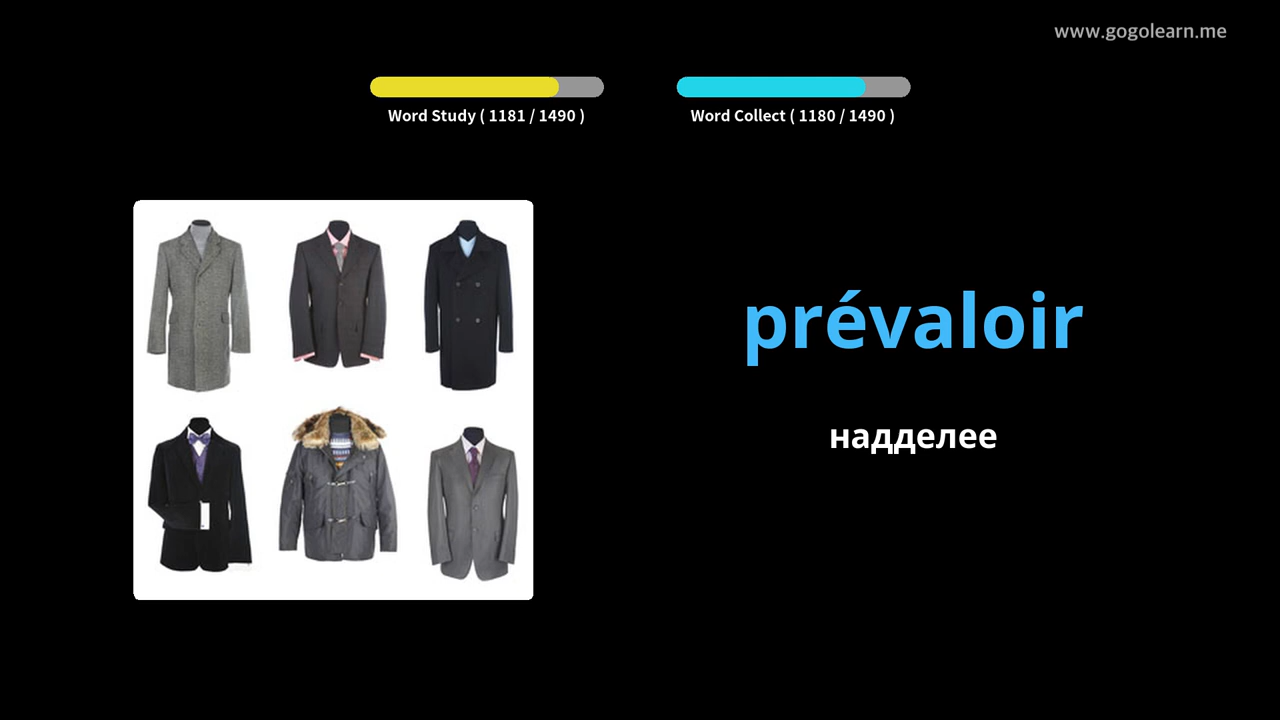 www.gogolearn.me
Word Study ( 1181 / 1490 )
Word Collect ( 1180 / 1490 )
prévaloir
надделее